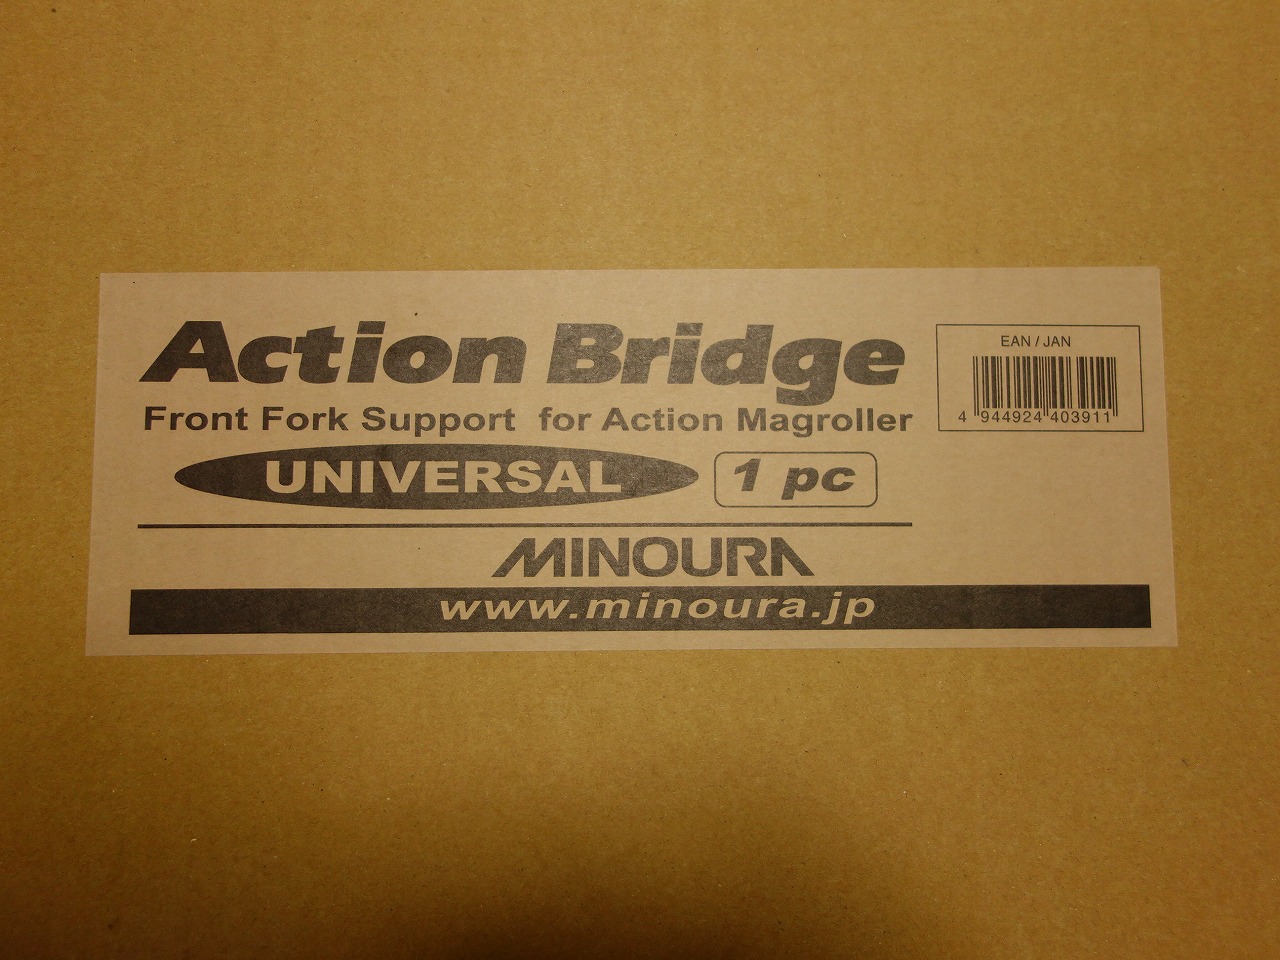 Action Bridge
Front Fork Support for Action Magroller
UNIVERSAL
1 pc
EAN / JAN
4 944924 403911
MINOURA
www.minoura.jp